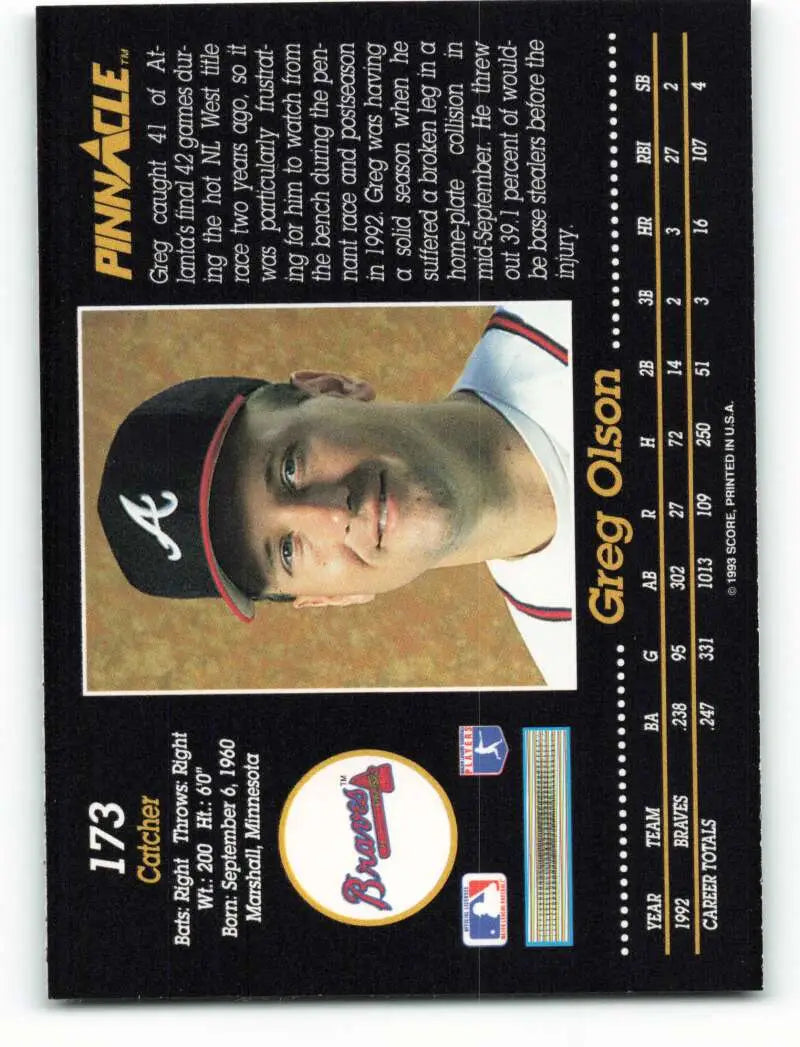 173
Catcher
Bats: Right Throws: Right
Wt.: 200 Ht.: 6'0"
Born: September 6, 1960
Marshall, Minnesota
Braves™
A
PINNACLE™
Greg caught 41 of At-
lanta's final 42 games dur-
ing the hot NL West title
race two years ago, so it
was particularly frustrat-
ing for him to watch from
the bench during the pen-
nant race and postseason
in 1992. Greg was having
a solid season when he
suffered a broken leg in a
home-plate collision in
mid-September. He threw
out 39.1 percent of would-
be base stealers before the
injury.
PLAYERS
Greg Olson
YEAR TEAM BA G AB R H 2B 3B HR RBI SB
1992 BRAVES .238 95 302 27 72 14 2 3 27 2
CAREER TOTALS .247 331 1013 109 250 51 3 16 107 4
© 1993 SCORE, PRINTED IN U.S.A.